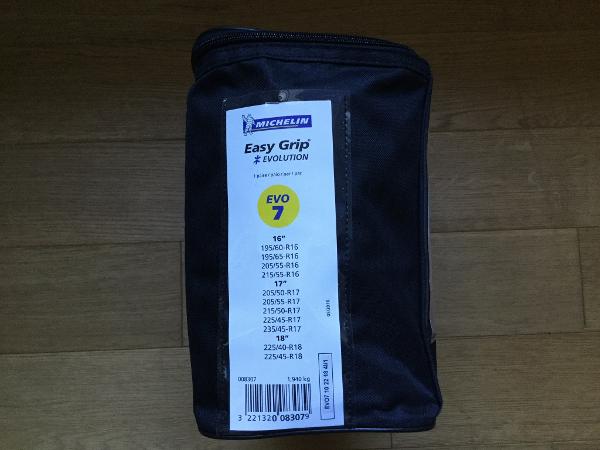 MICHELIN
Easy Grip®
EVOLUTION
EVO
7
16"
195/60-R16
195/65-R16
205/55-R16
215/55-R16
17"
205/50-R17
205/55-R17
215/50-R17
225/45-R17
235/45-R17
18"
225/40-R18
225/45-R18
008307 1,940 kg
3 221320 083079